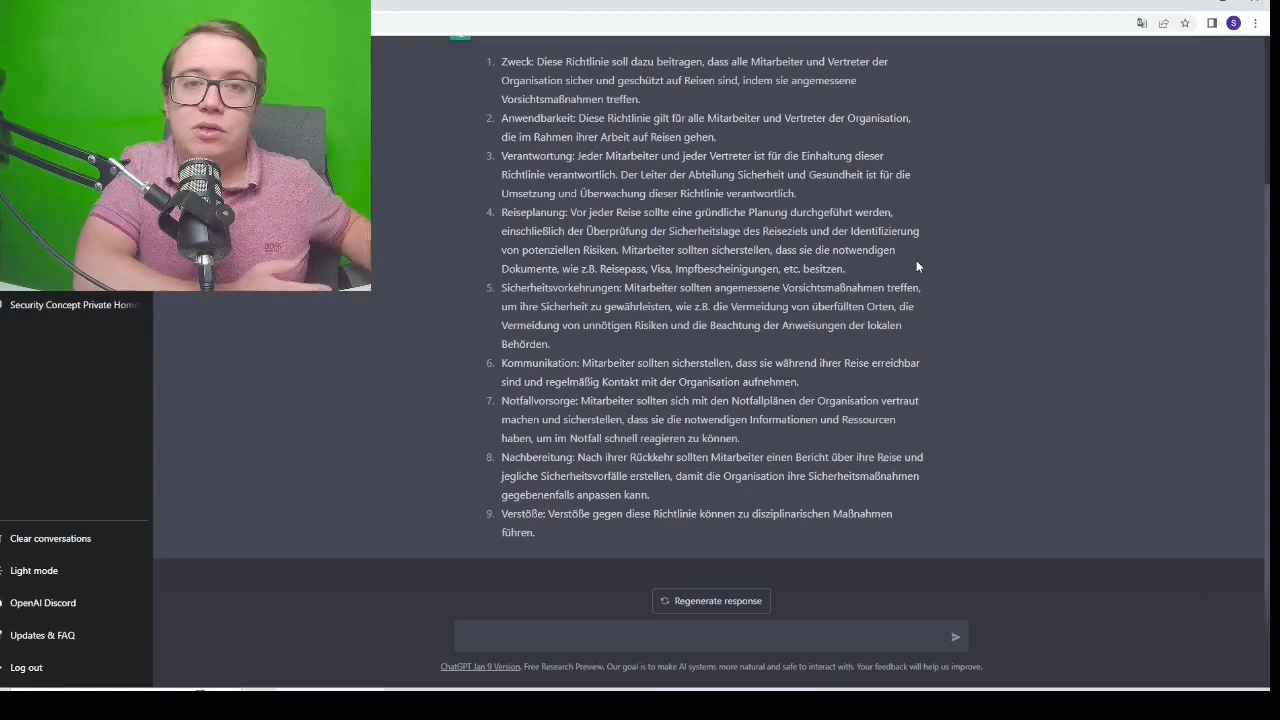 S
1. Zweck: Diese Richtlinie soll dazu beitragen, dass alle Mitarbeiter und Vertreter der
Organisation sicher und geschützt auf Reisen sind, indem sie angemessene
Vorsichtsmaßnahmen treffen.
2. Anwendbarkeit: Diese Richtlinie gilt für alle Mitarbeiter und Vertreter der Organisation,
die im Rahmen ihrer Arbeit auf Reisen gehen.
3. Verantwortung: Jeder Mitarbeiter und jeder Vertreter ist für die Einhaltung dieser
Richtlinie verantwortlich. Der Leiter der Abteilung Sicherheit und Gesundheit ist für die
Umsetzung und Überwachung dieser Richtlinie verantwortlich.
4. Reiseplanung: Vor jeder Reise sollte eine gründliche Planung durchgeführt werden,
einschließlich der Überprüfung der Sicherheitslage des Reiseziels und der Identifizierung
von potenziellen Risiken. Mitarbeiter sollten sicherstellen, dass sie die notwendigen
Dokumente, wie z.B. Reisepass, Visa, Impfbescheinigungen, etc. besitzen.
5. Sicherheitsvorkehrungen: Mitarbeiter sollten angemessene Vorsichtsmaßnahmen treffen,
um ihre Sicherheit zu gewährleisten, wie z.B. die Vermeidung von überfüllten Orten, die
Vermeidung von unnötigen Risiken und die Beachtung der Anweisungen der lokalen
Behörden.
6. Kommunikation: Mitarbeiter sollten sicherstellen, dass sie während ihrer Reise erreichbar
sind und regelmäßig Kontakt mit der Organisation aufnehmen.
7. Notfallvorsorge: Mitarbeiter sollten sich mit den Notfallplänen der Organisation vertraut
machen und sicherstellen, dass sie die notwendigen Informationen und Ressourcen
haben, um im Notfall schnell reagieren zu können.
8. Nachbereitung: Nach ihrer Rückkehr sollten Mitarbeiter einen Bericht über ihre Reise und
jegliche Sicherheitsvorfälle erstellen, damit die Organisation ihre Sicherheitsmaßnahmen
gegebenenfalls anpassen kann.
9. Verstöße: Verstöße gegen diese Richtlinie können zu disziplinarischen Maßnahmen
führen.
Security Concept Private Home
Clear conversations
Light mode
OpenAI Discord
Updates & FAQ
Log out
Regenerate response
ChatGPT Jan 9 Version. Free Research Preview. Our goal is to make AI systems more natural and safe to interact with. Your feedback will help us improve.
BOSS